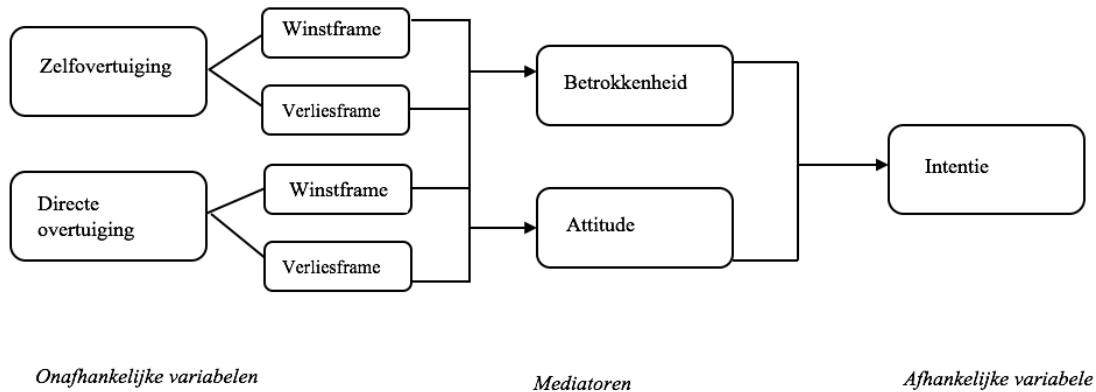 Zelfovertuiging
Winstframe
Verliesframe
Directe
overtuiging
Winstframe
Verliesframe
Betrokkenheid
Attitude
Intentie
Onafhankelijke variabelen
Mediatoren
Afhankelijke variabele